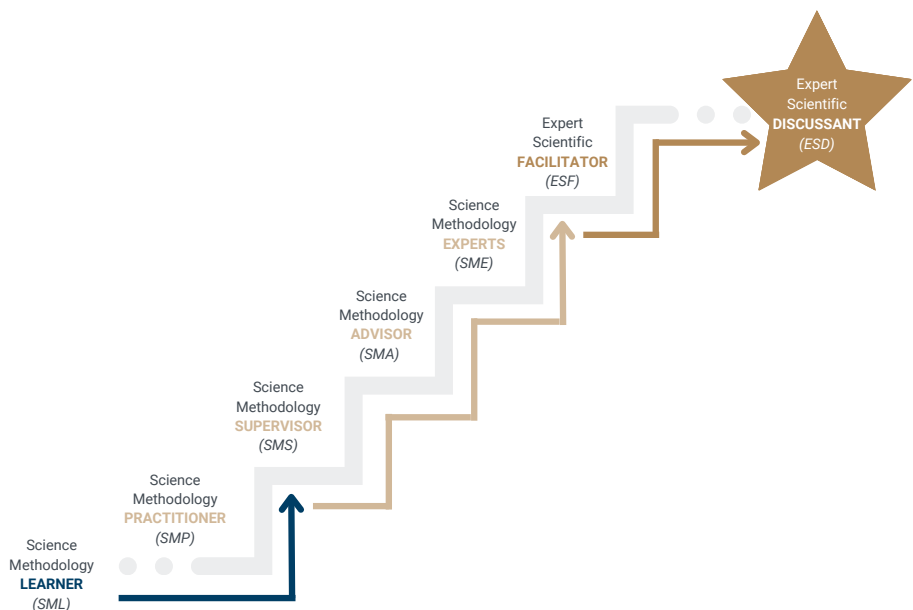 Expert
Scientific
DISCUSSANT
(ESD)
Expert
Scientific
FACILITATOR
(ESF)
Science
Methodology
EXPERTS
(SME)
Science
Methodology
ADVISOR
(SMA)
Science
Methodology
SUPERVISOR
(SMS)
Science
Methodology
PRACTITIONER
(SMP)
Science
Methodology
LEARNER
(SML)